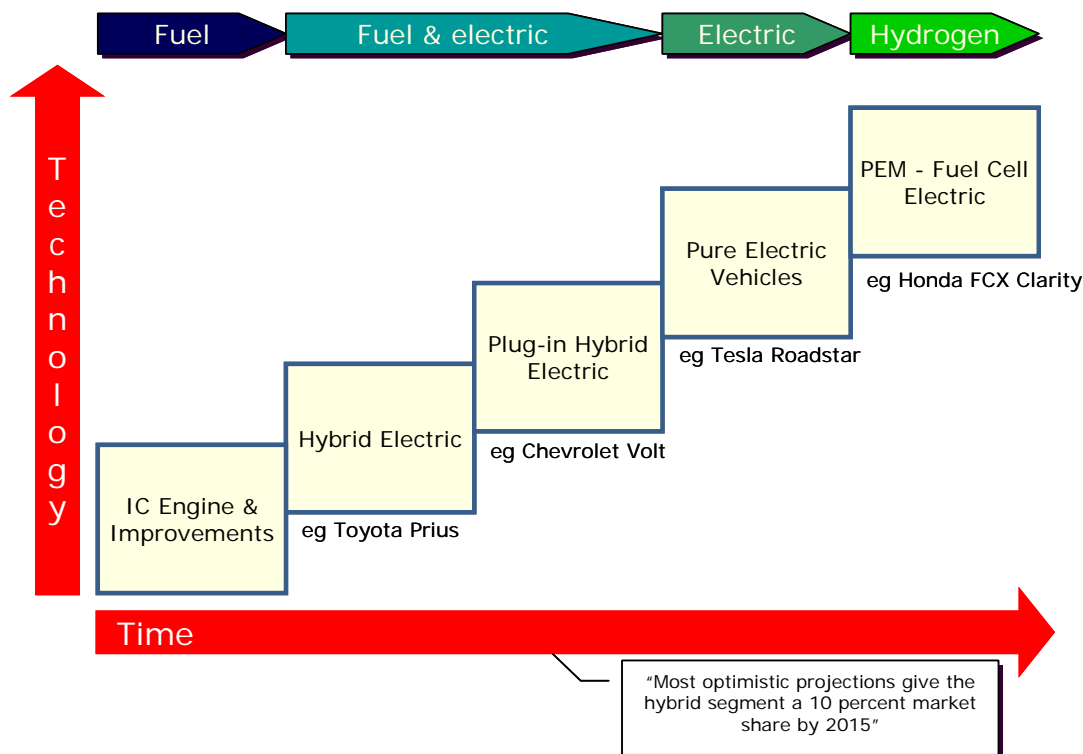 Fuel
Fuel & electric
Electric
Hydrogen
Technology
PEM - Fuel Cell
Electric
eg Honda FCX Clarity
Pure Electric
Vehicles
eg Tesla Roadstar
Plug-in Hybrid
Electric
eg Chevrolet Volt
Hybrid Electric
eg Toyota Prius
IC Engine &
Improvements
Time
“Most optimistic projections give the
hybrid segment a 10 percent market
share by 2015”